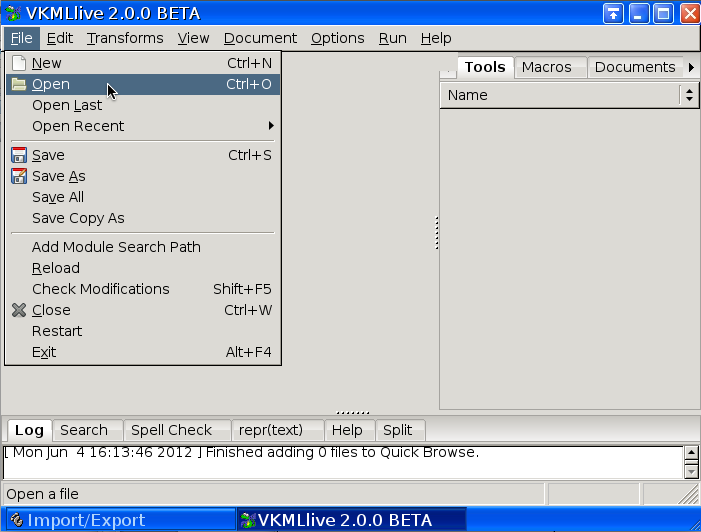 VKMLlive 2.0.0 BETA
File Edit Transforms View Document Options Run Help
New Ctrl+N
Open Ctrl+O
Open Last
Open Recent
Save Ctrl+S
Save As
Save All
Save Copy As
Add Module Search Path
Reload
Check Modifications Shift+F5
Close Ctrl+W
Restart
Exit Alt+F4
Tools Macros Documents
Name
Log Search Spell Check repr(text) Help Split
[ Mon Jun 4 16:13:46 2012 ] Finished adding 0 files to Quick Browse.
Open a file
Import/Export VKMLlive 2.0.0 BETA